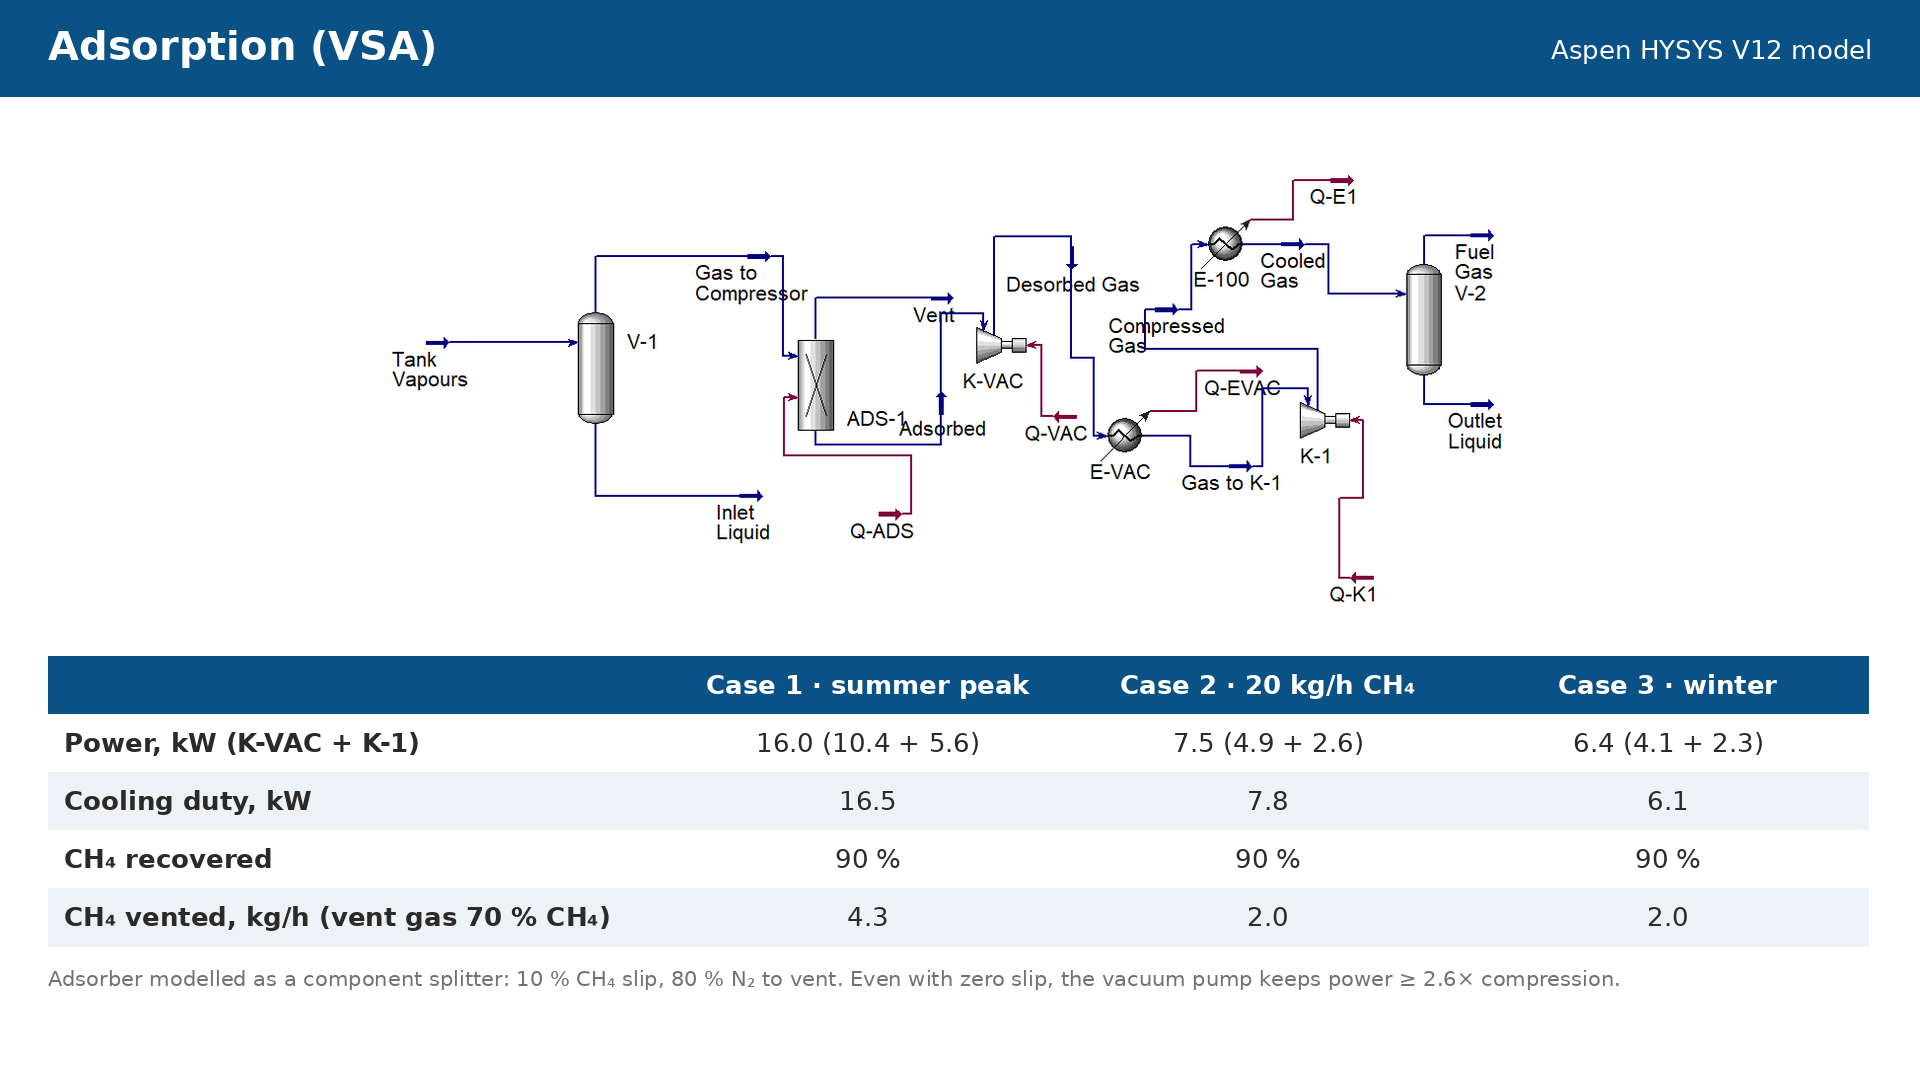 Adsorption (VSA)
Aspen HYSYS V12 model
Q-E1
Fuel
Gas
V-2
Gas to
Compressor
Desorbed Gas
E-100
Cooled
Gas
Vent
Compressed
Gas
V-1
Tank
Vapours
K-VAC
Q-EVAC
ADS-1
Adsorbed
Q-VAC
Outlet
Liquid
K-1
E-VAC
Gas to K-1
Inlet
Liquid
Q-ADS
Q-K1
Case 1 · summer peak
Case 2 · 20 kg/h CH₄
Case 3 · winter
Power, kW (K-VAC + K-1)
16.0 (10.4 + 5.6)
7.5 (4.9 + 2.6)
6.4 (4.1 + 2.3)
Cooling duty, kW
16.5
7.8
6.1
CH₄ recovered
90 %
90 %
90 %
CH₄ vented, kg/h (vent gas 70 % CH₄)
4.3
2.0
2.0
Adsorber modelled as a component splitter: 10 % CH₄ slip, 80 % N₂ to vent. Even with zero slip, the vacuum pump keeps power ≥ 2.6× compression.